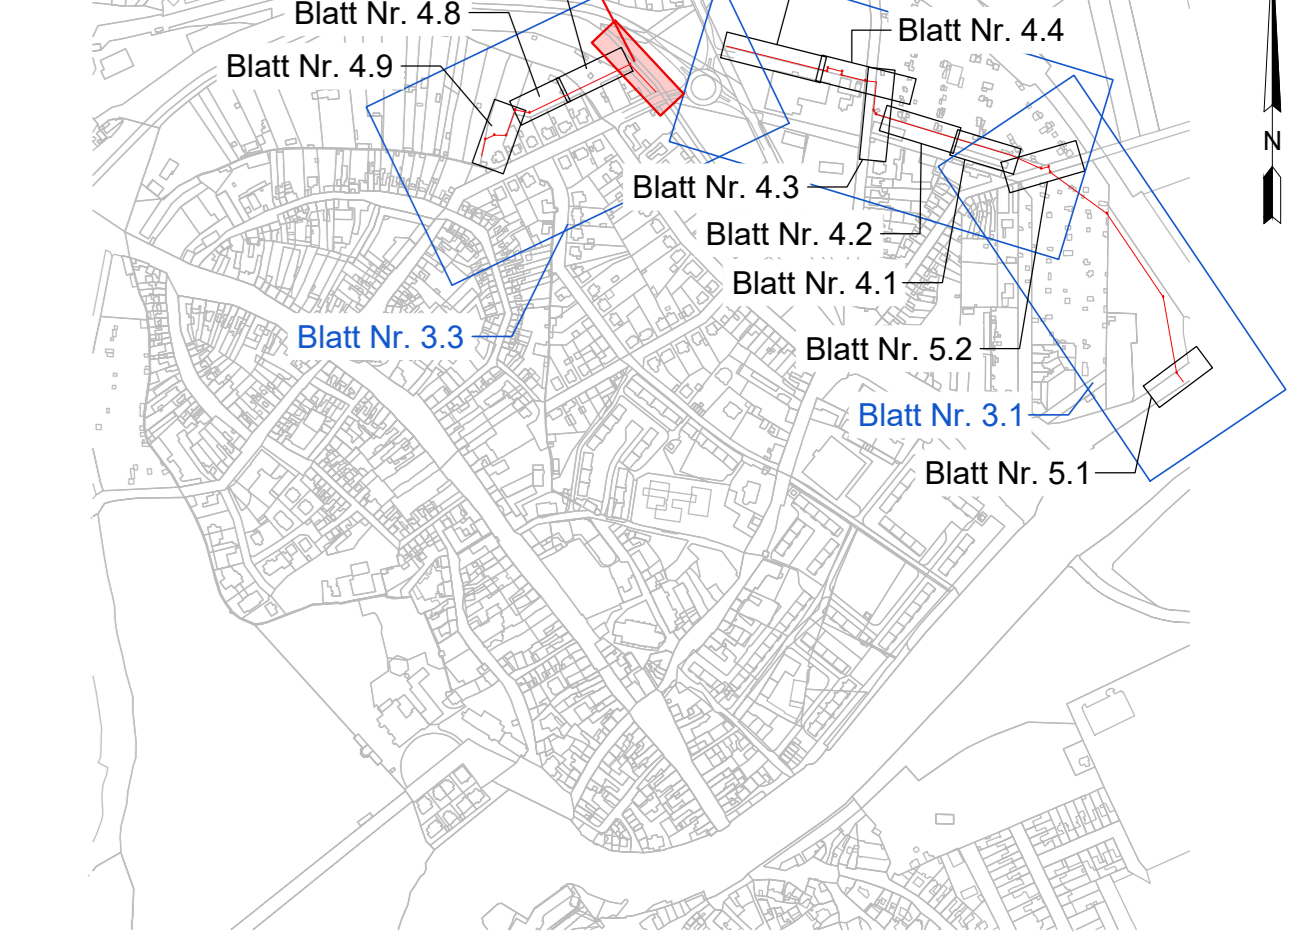 Blatt Nr. 4.8
Blatt Nr. 4.4
Blatt Nr. 4.9
N
Blatt Nr. 4.3
Blatt Nr. 4.2
Blatt Nr. 4.1
Blatt Nr. 3.3
Blatt Nr. 5.2
Blatt Nr. 3.1
Blatt Nr. 5.1